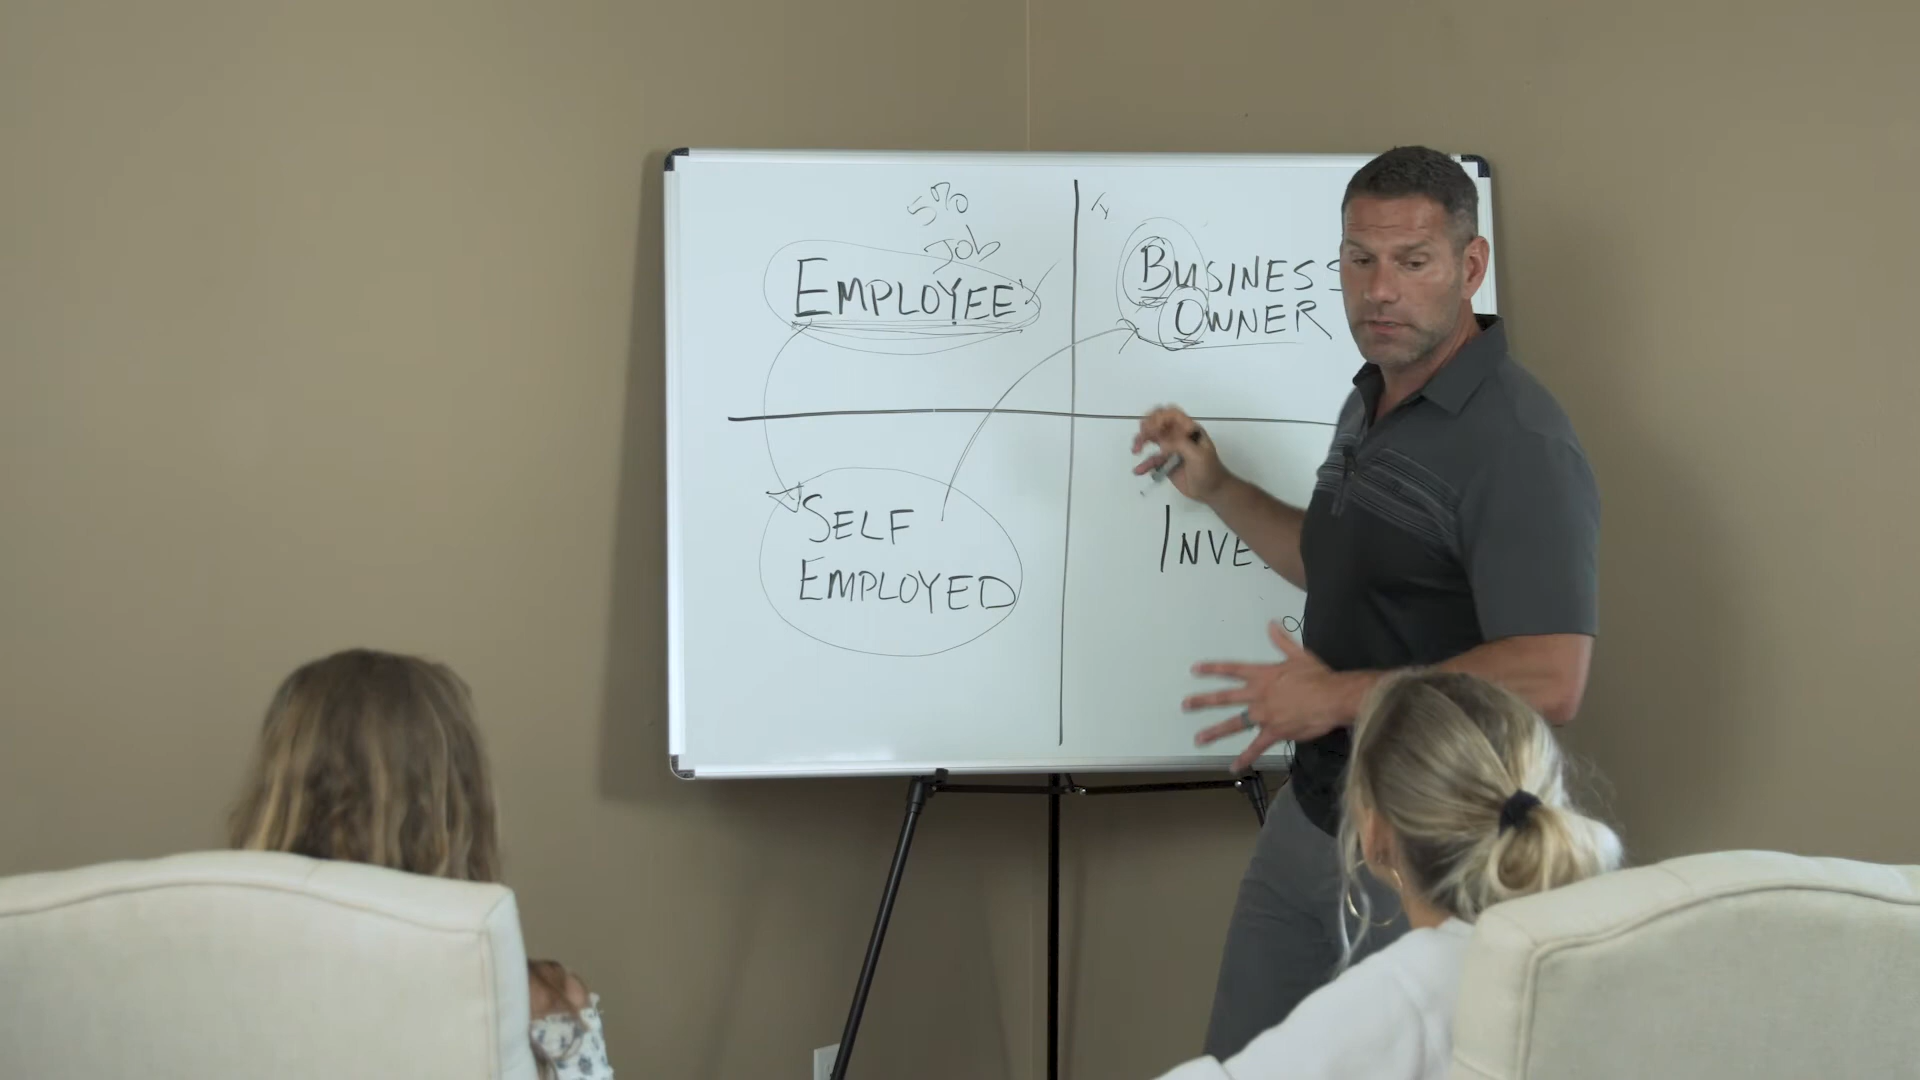 5%
JOB
EMPLOYEE
BUSINESS
OWNER
SELF
EMPLOYED
INVES